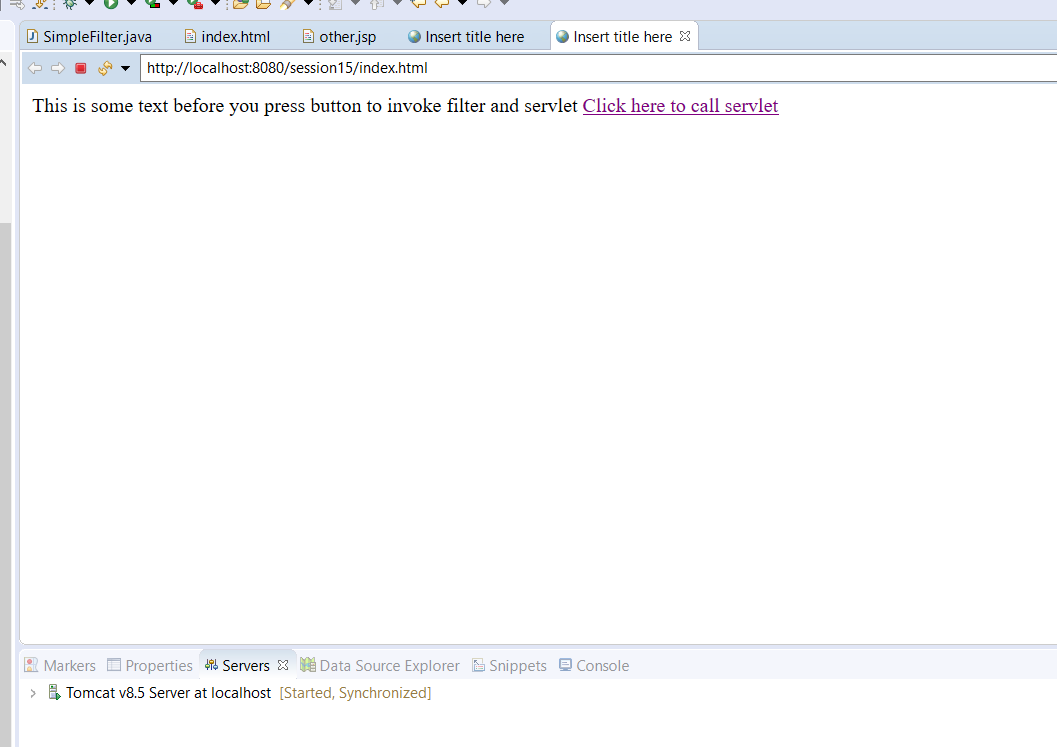 SimpleFilter.java index.html other.jsp Insert title here Insert title here
http://localhost:8080/session15/index.html
This is some text before you press button to invoke filter and servlet Click here to call servlet
Markers Properties Servers Data Source Explorer Snippets Console
Tomcat v8.5 Server at localhost [Started, Synchronized]